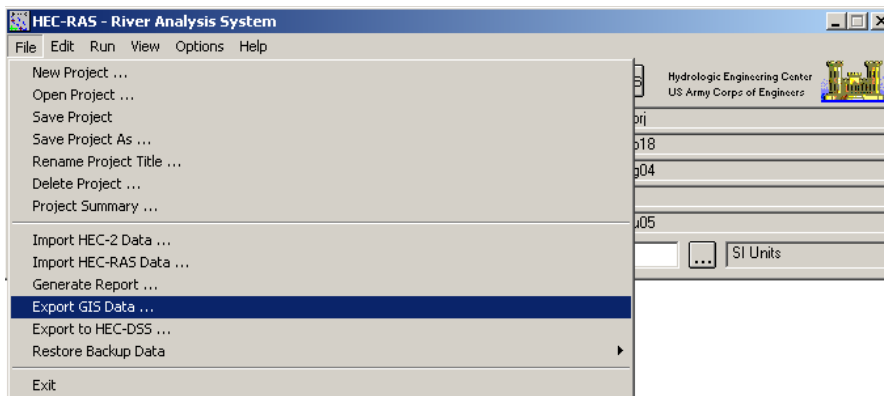 HEC-RAS - River Analysis System
File Edit Run View Options Help
New Project ...
Open Project ...
Save Project
Save Project As ...
Rename Project Title ...
Delete Project ...
Project Summary ...
Import HEC-2 Data ...
Import HEC-RAS Data ...
Generate Report ...
Export GIS Data ...
Export to HEC-DSS ...
Restore Backup Data
Exit
Hydrologic Engineering Center
US Army Corps of Engineers
prj
p18
g04
u05
... SI Units